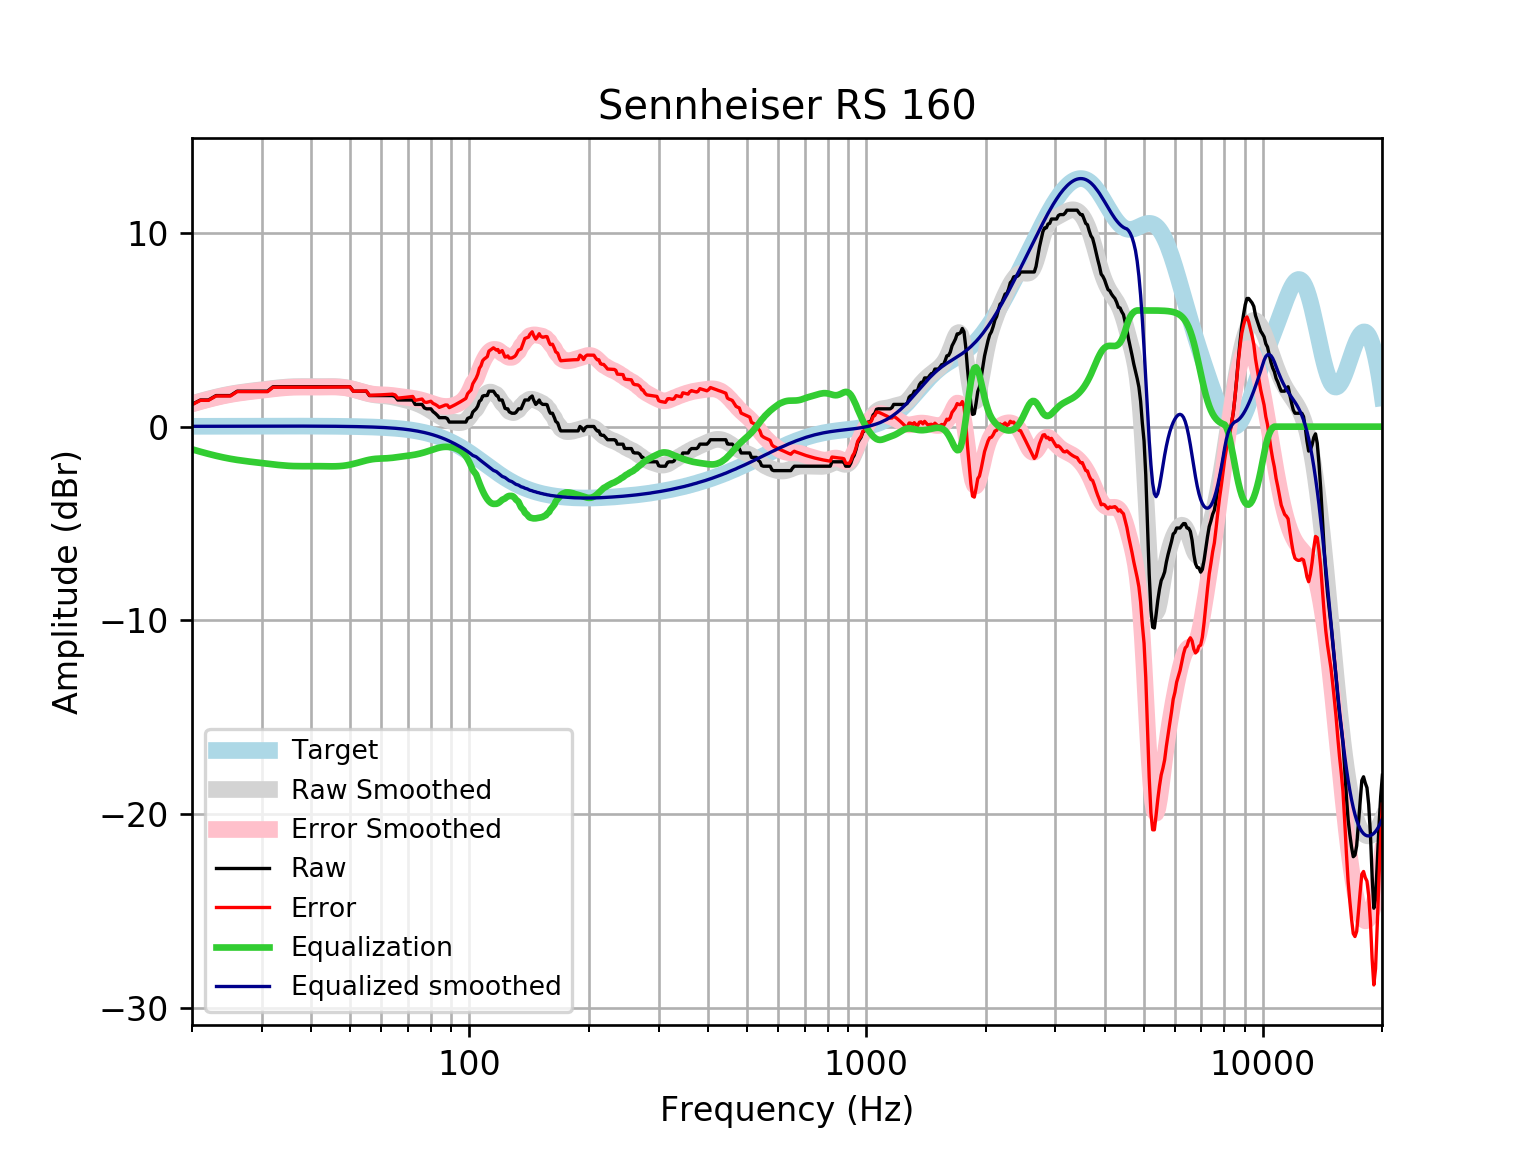 Sennheiser RS 160
Amplitude (dBr)
10
0
−10
−20
−30
Target
Raw Smoothed
Error Smoothed
Raw
Error
Equalization
Equalized smoothed
100
1000
10000
Frequency (Hz)